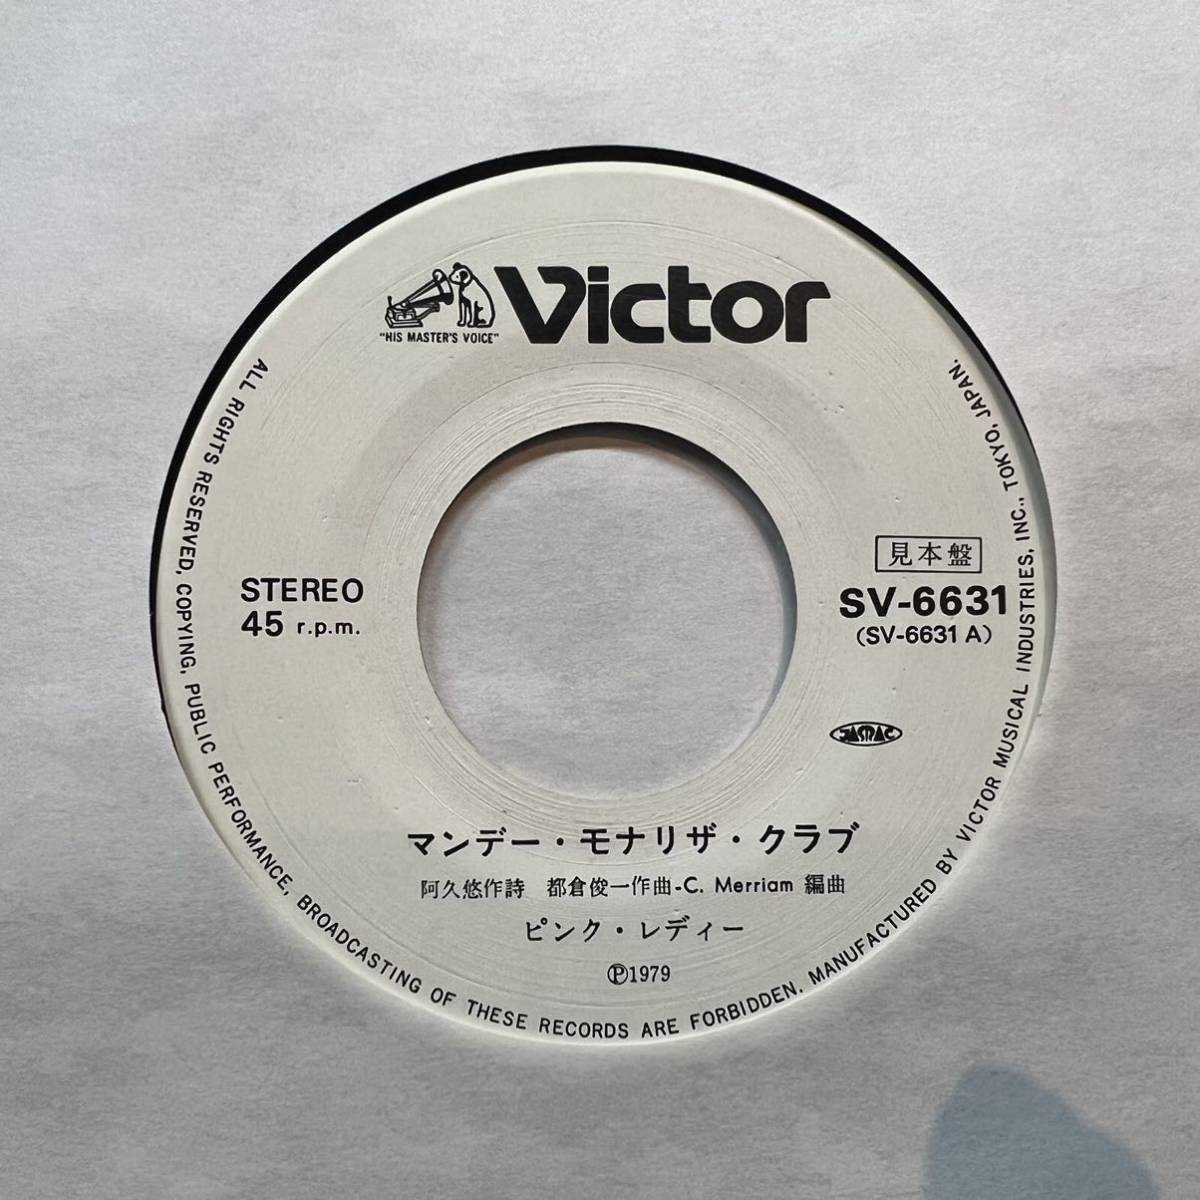 Victor
"HIS MASTER'S VOICE"
見本盤
STEREO
45 r.p.m.
SV-6631
(SV-6631 A)
JASRAC
マンデー・モナリザ・クラブ
阿久悠作詩 都倉俊一作曲-C. Merriam 編曲
ピンク・レディー
Ⓟ1979
ALL RIGHTS RESERVED, COPYING, PUBLIC PERFORMANCE, BROADCASTING OF THESE RECORDS ARE FORBIDDEN. MANUFACTURED BY VICTOR MUSICAL INDUSTRIES, INC., TOKYO, JAPAN.